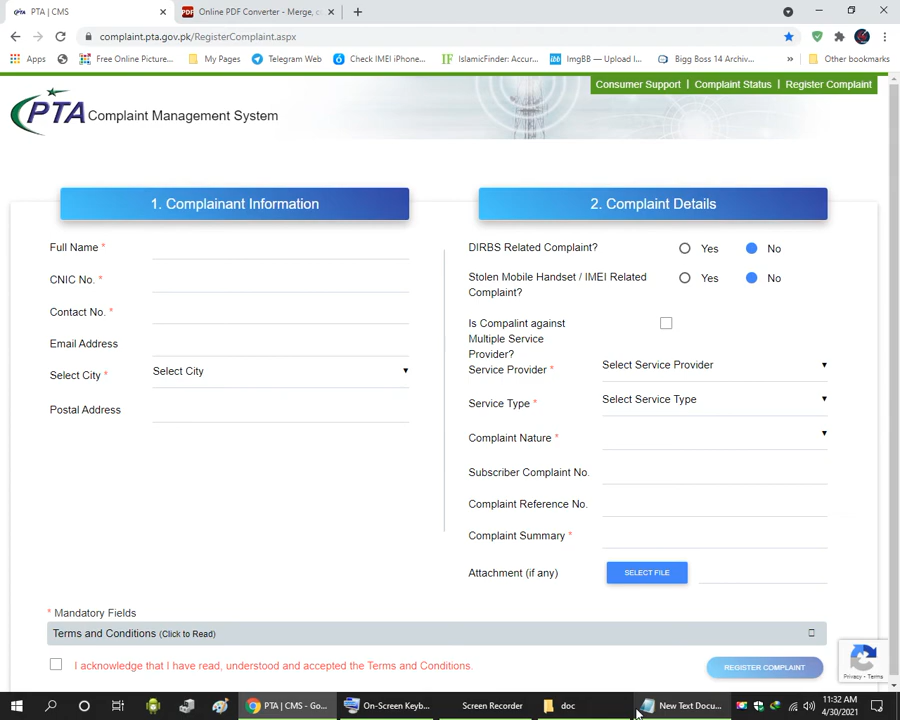 PTA | CMS
Online PDF Converter - Merge, c
complaint.pta.gov.pk/RegisterComplaint.aspx
Apps
Free Online Picture...
My Pages
Telegram Web
Check IMEI iPhone...
IslamicFinder: Accur...
ImgBB — Upload I...
Bigg Boss 14 Archiv...
»
Other bookmarks
Consumer Support | Complaint Status | Register Complaint
PTA Complaint Management System
1. Complainant Information
2. Complaint Details
Full Name *
CNIC No. *
Contact No. *
Email Address
Select City * Select City
Postal Address
DIRBS Related Complaint? Yes No
Stolen Mobile Handset / IMEI Related
Complaint? Yes No
Is Compalint against
Multiple Service
Provider?
Service Provider * Select Service Provider
Service Type * Select Service Type
Complaint Nature *
Subscriber Complaint No.
Complaint Reference No.
Complaint Summary *
Attachment (if any) SELECT FILE
* Mandatory Fields
Terms and Conditions (Click to Read)
I acknowledge that I have read, understood and accepted the Terms and Conditions.
REGISTER COMPLAINT
Privacy - Terms
PTA | CMS - Go...
On-Screen Keyb...
Screen Recorder
doc
New Text Docu...
11:32 AM
4/30/2021